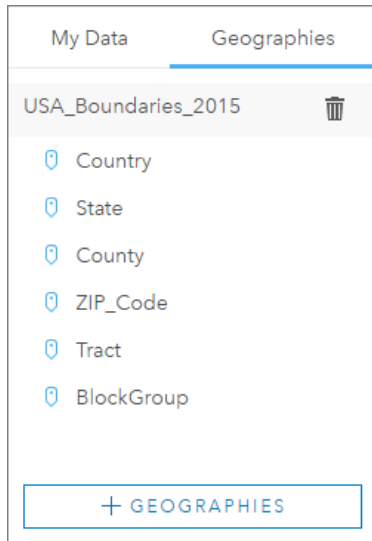 My Data Geographies
USA_Boundaries_2015
Country
State
County
ZIP_Code
Tract
BlockGroup
+ GEOGRAPHIES